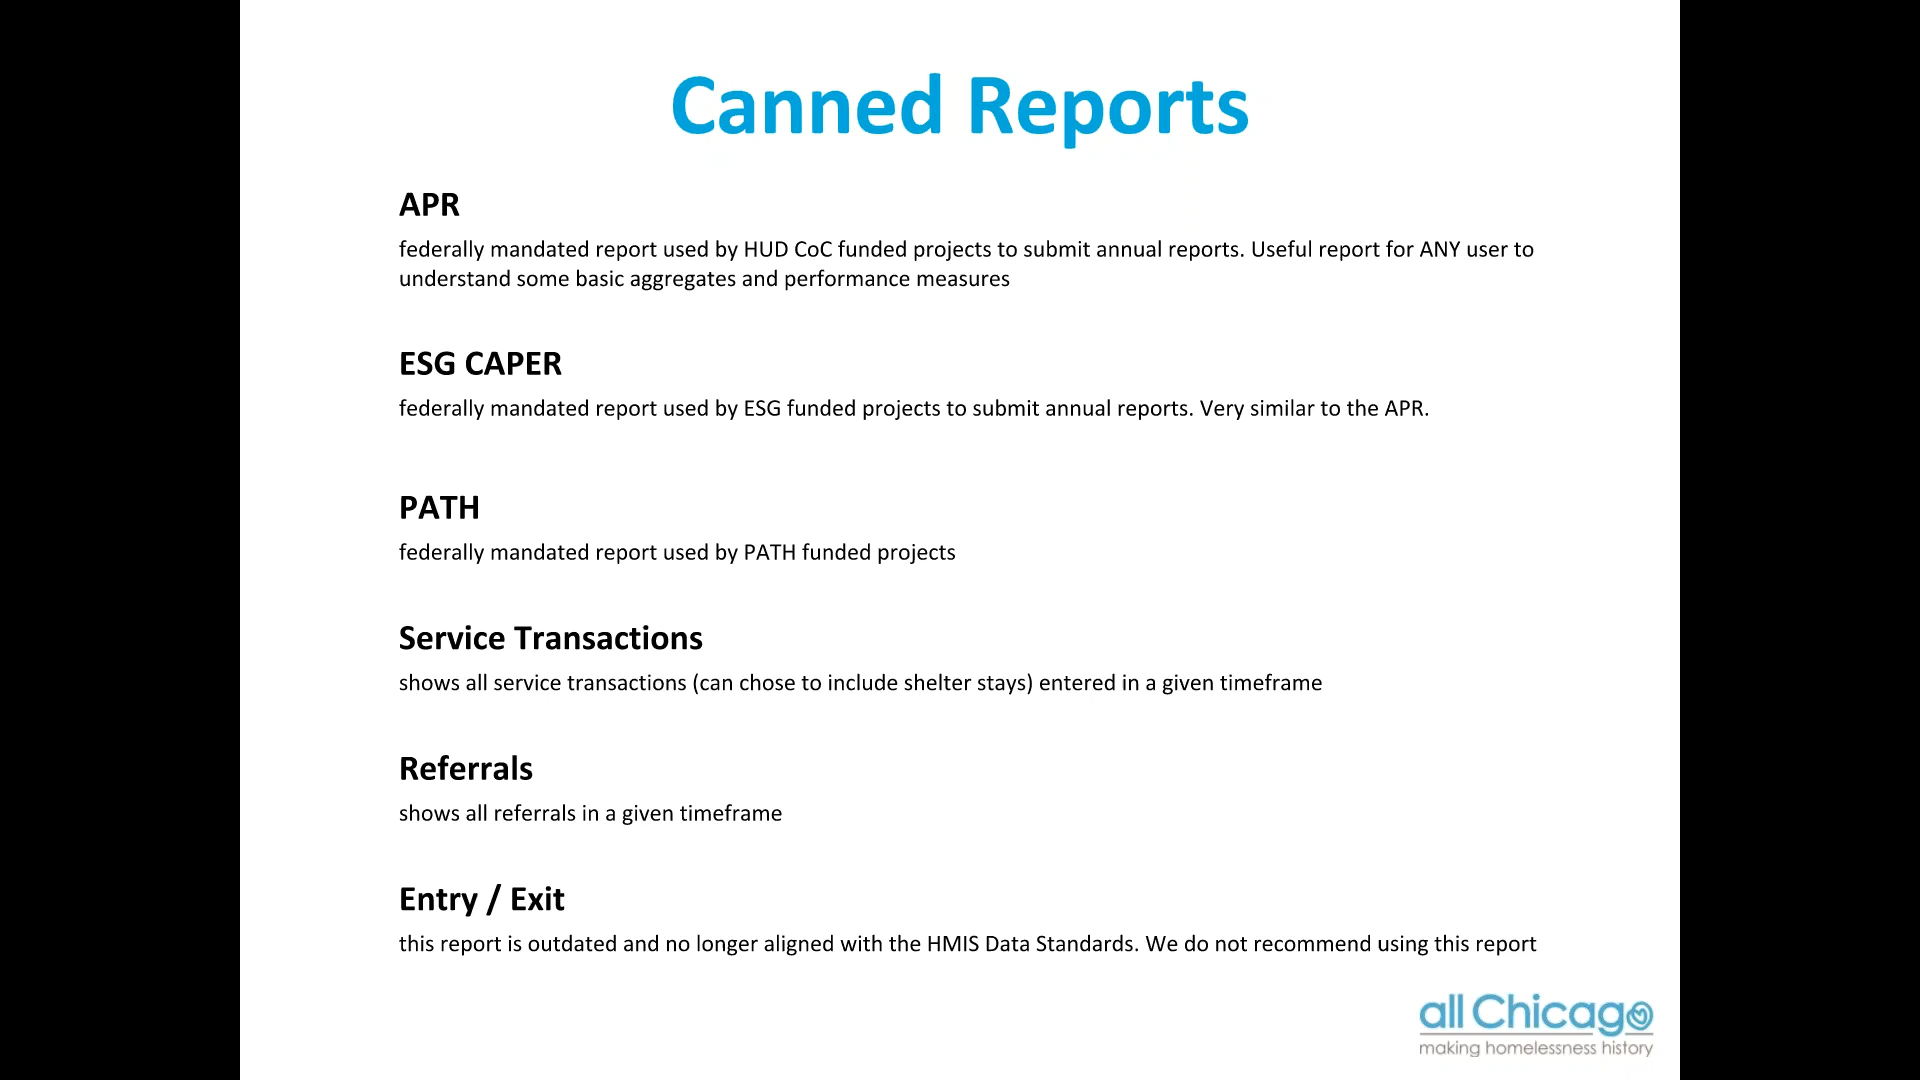 Canned Reports
APR
federally mandated report used by HUD CoC funded projects to submit annual reports. Useful report for ANY user to
understand some basic aggregates and performance measures
ESG CAPER
federally mandated report used by ESG funded projects to submit annual reports. Very similar to the APR.
PATH
federally mandated report used by PATH funded projects
Service Transactions
shows all service transactions (can chose to include shelter stays) entered in a given timeframe
Referrals
shows all referrals in a given timeframe
Entry / Exit
this report is outdated and no longer aligned with the HMIS Data Standards. We do not recommend using this report
all Chicago
making homelessness history